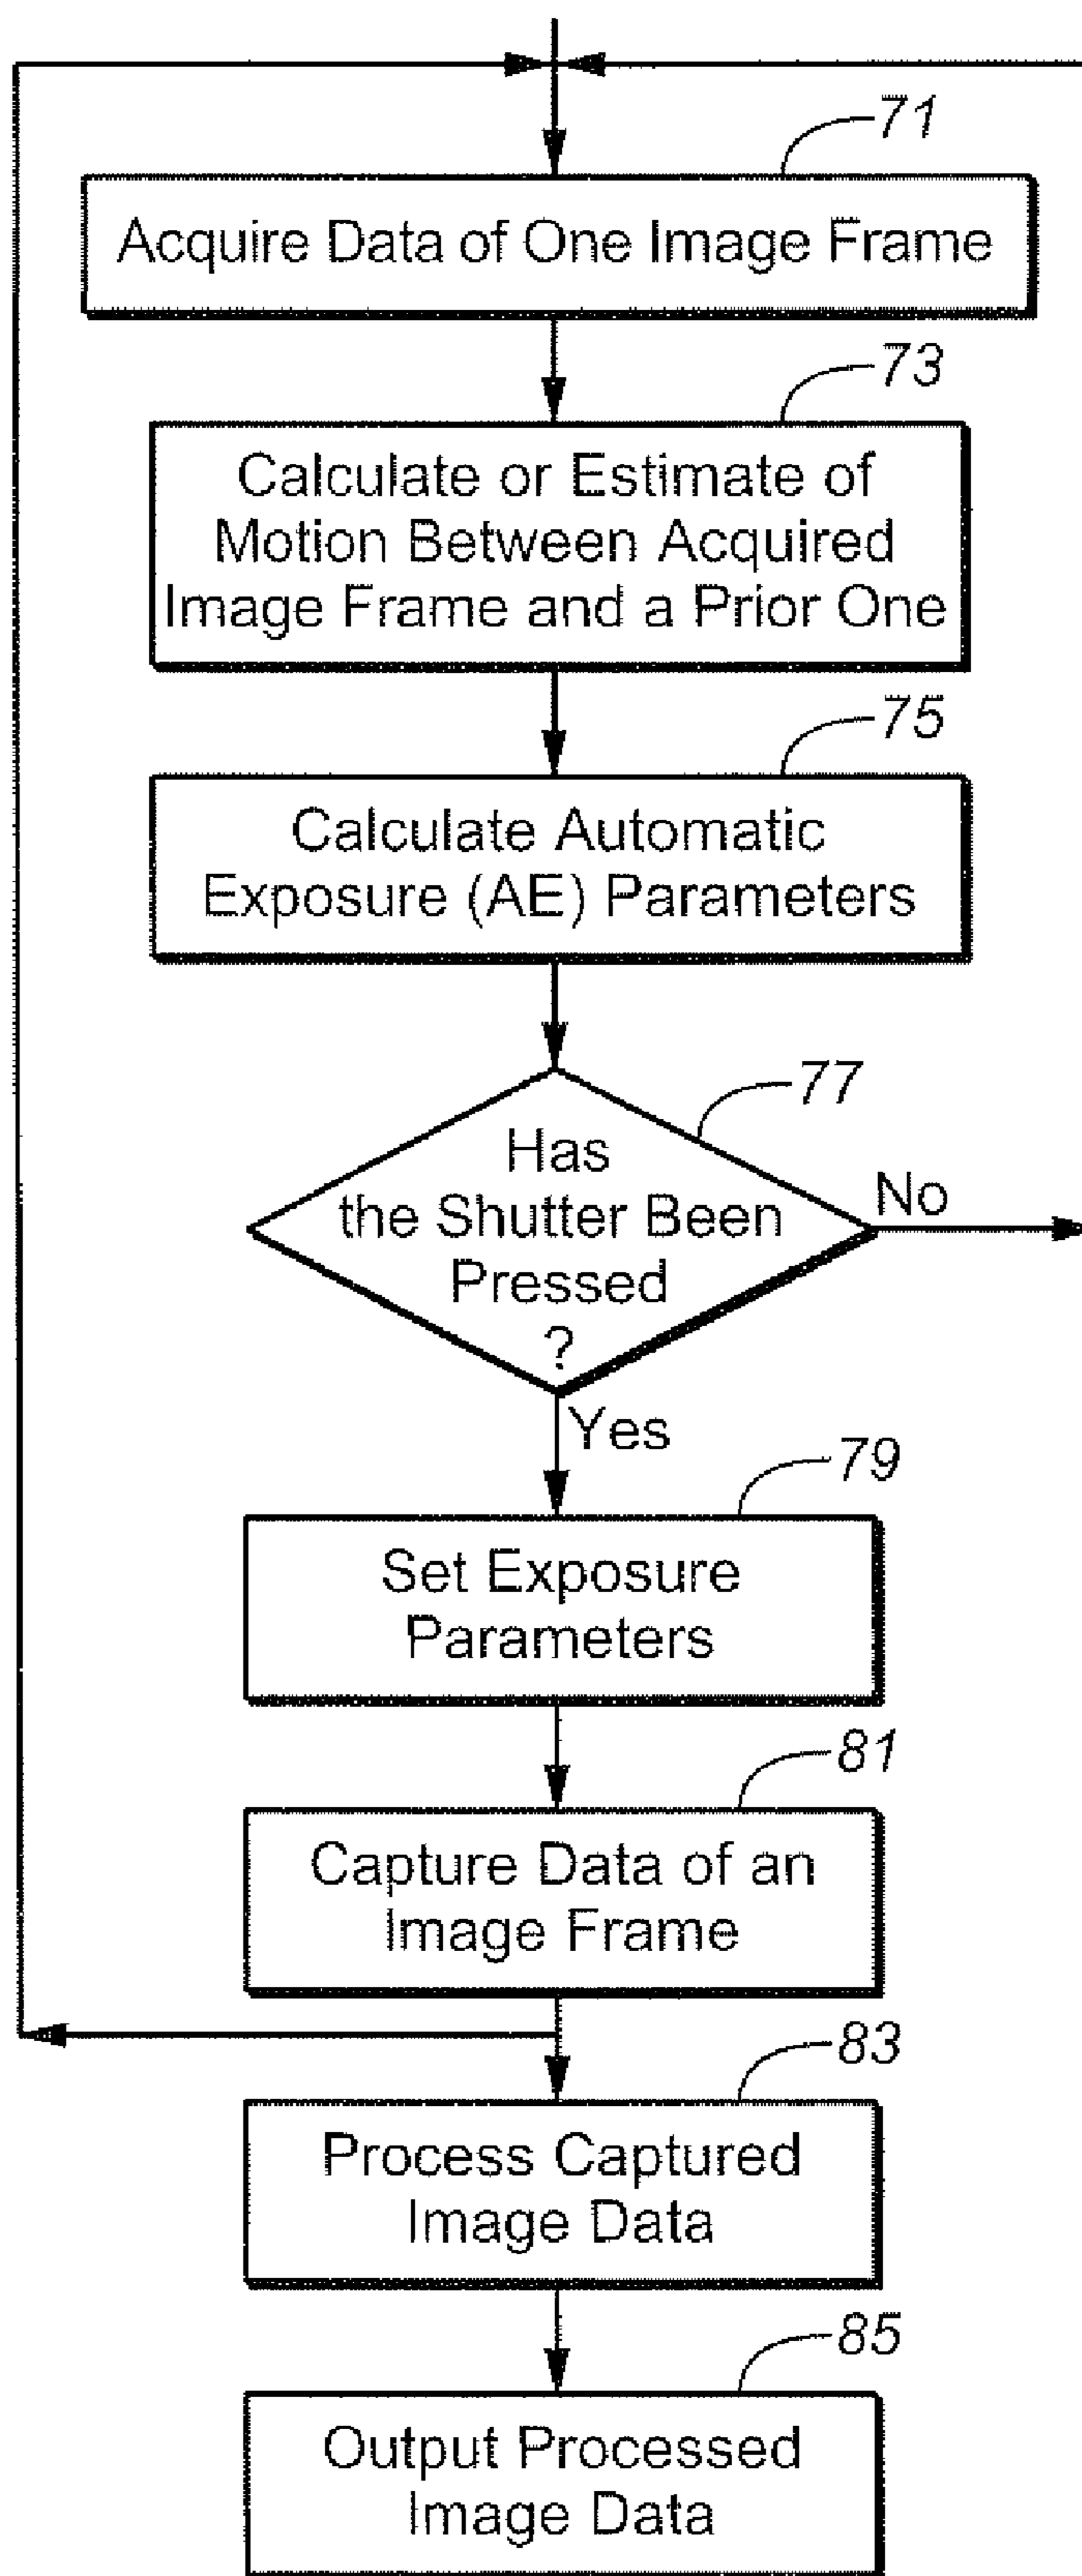 71
Acquire Data of One Image Frame
73
Calculate or Estimate of
Motion Between Acquired
Image Frame and a Prior One
75
Calculate Automatic
Exposure (AE) Parameters
77
Has
the Shutter Been
Pressed
?
No
Yes
79
Set Exposure
Parameters
81
Capture Data of an
Image Frame
83
Process Captured
Image Data
85
Output Processed
Image Data